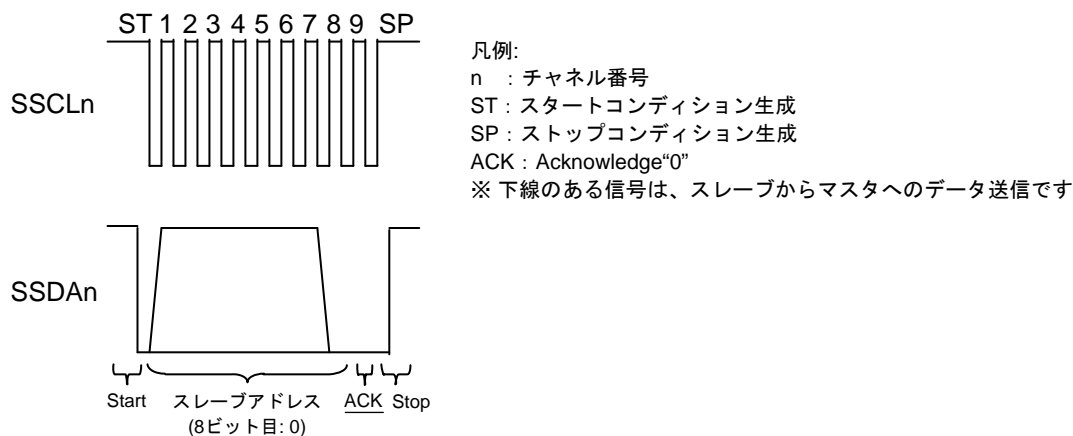 ST 1 2 3 4 5 6 7 8 9 SP
SSCLn
凡例:
n :チャネル番号
ST:スタートコンディション生成
SP:ストップコンディション生成
ACK:Acknowledge“0”
※ 下線のある信号は、スレーブからマスタへのデータ送信です
SSDAn
Start スレーブアドレス ACK Stop
(8ビット目: 0)